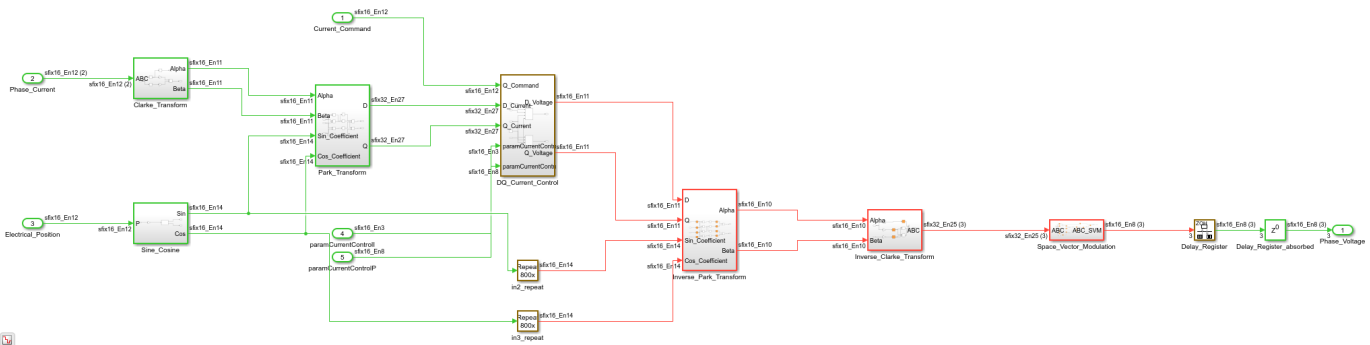 sfix16_En12
1
Current_Command
sfix16_En12 (2)
2
Phase_Current
sfix16_En12 (2)
ABC
Alpha
Beta
Clarke_Transform
sfix16_En11
sfix16_En11
Alpha
sfix16_En11
Beta
sfix16_En11
Sin_Coefficient
sfix16_En14
Cos_Coefficient
sfix16_En14
D
Q
Park_Transform
sfix32_En27
sfix32_En27
Q_Command
sfix16_En12
D_Current
sfix32_En27
Q_Current
sfix32_En27
paramCurrentContr
sfix16_En3
paramCurrentContr
sfix16_En8
D_Voltage
Q_Voltage
DQ_Current_Control
sfix16_En11
sfix16_En11
sfix16_En12
3
Electrical_Position
sfix16_En12
P
Sin
Cos
Sine_Cosine
sfix16_En14
sfix16_En14
4
sfix16_En3
paramCurrentControlI
5
sfix16_En8
paramCurrentControlP
Repeat
800x
in2_repeat
sfix16_En14
Repeat
800x
in3_repeat
sfix16_En14
D
sfix16_En11
Q
sfix16_En11
Sin_Coefficient
sfix16_En14
Cos_Coefficient
sfix16_En14
Alpha
Beta
Inverse_Park_Transform
sfix16_En10
sfix16_En10
Alpha
sfix16_En10
Beta
sfix16_En10
ABC
Inverse_Clarke_Transform
sfix32_En25 (3)
sfix32_En25 (3)
ABC
ABC_SVM
Space_Vector_Modulation
sfix16_En8 (3)
3
Delay_Register
sfix16_En8 (3)
3
Delay_Register_absorbed
sfix16_En8 (3)
3
1
Phase_Voltage